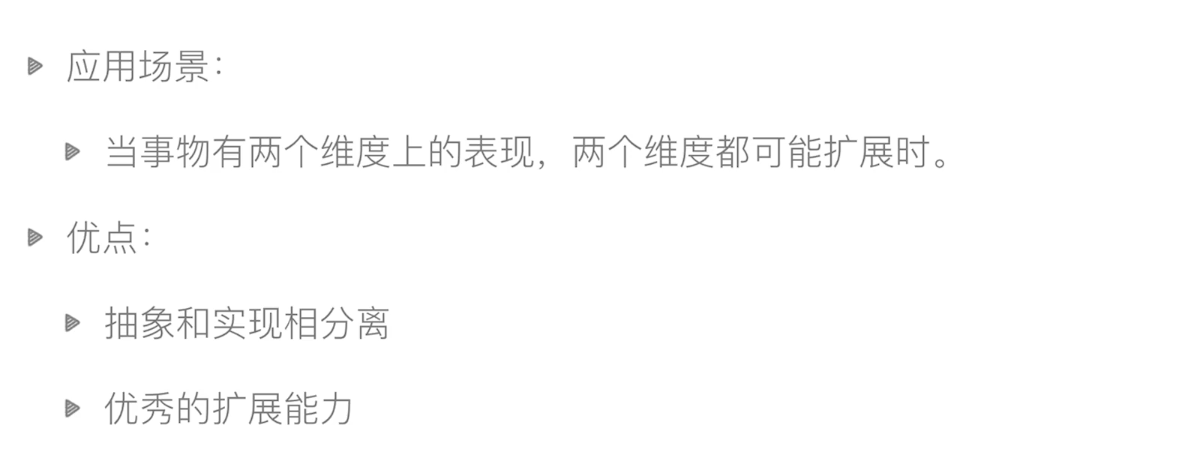 应用场景：
当事物有两个维度上的表现，两个维度都可能扩展时。
优点：
抽象和实现相分离
优秀的扩展能力